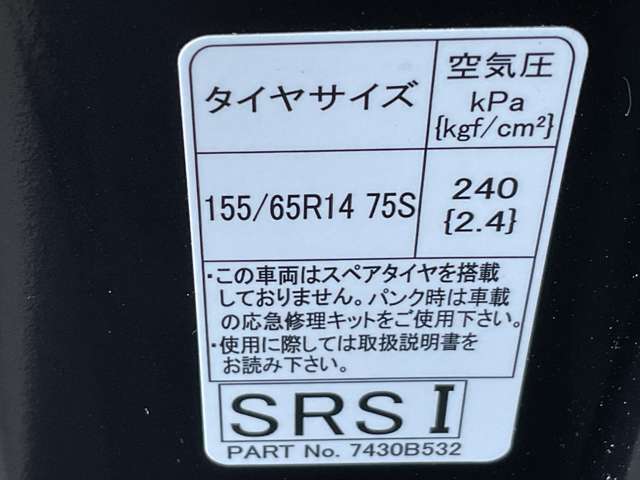 タイヤサイズ
空気圧
kPa
{kgf/cm²}
155/65R14 75S
240
{2.4}
・この車両はスペアタイヤを搭載
しておりません。パンク時は車載
の応急修理キットをご使用下さい。
・使用に際しては取扱説明書を
お読み下さい。
SRS I
PART No. 7430B532